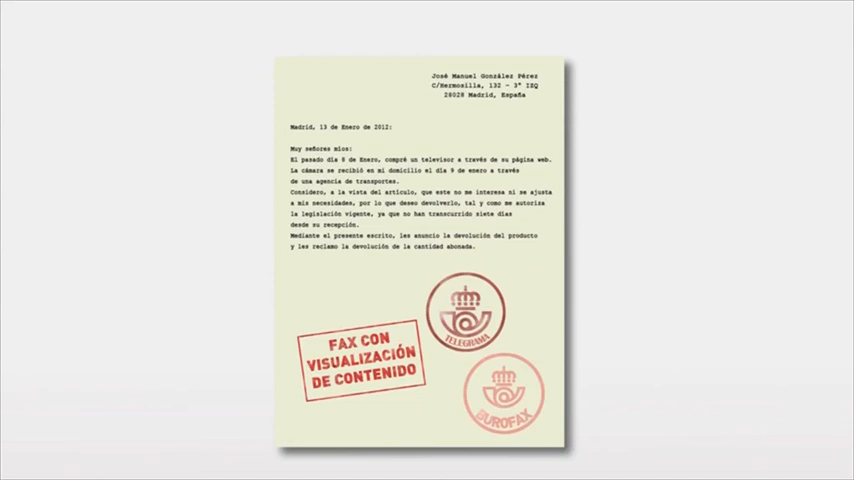 José Manuel González Pérez
C/Hermosilla, 132 - 3º IZQ
28028 Madrid, España
Madrid, 13 de Enero de 2012:
Muy señores míos:
El pasado día 8 de Enero, compré un televisor a través de su página web.
La cámara se recibió en mi domicilio el día 9 de enero a través
de una agencia de transportes.
Considero, a la vista del artículo, que este no me interesa ni se ajusta
a mis necesidades, por lo que deseo devolverlo, tal y como me autoriza
la legislación vigente, ya que no han transcurrido siete días
desde su recepción.
Mediante el presente escrito, les anuncio la devolución del producto
y les reclamo la devolución de la cantidad abonada.
TELEGRAMA
FAX CON
VISUALIZACIÓN
DE CONTENIDO
BUROFAX